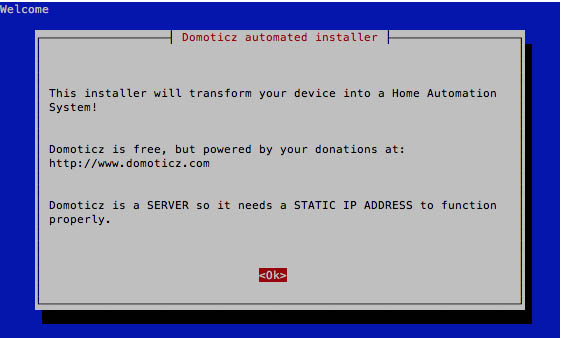 Welcome
Domoticz automated installer
This installer will transform your device into a Home Automation
System!
Domoticz is free, but powered by your donations at:
http://www.domoticz.com
Domoticz is a SERVER so it needs a STATIC IP ADDRESS to function
properly.
<Ok>